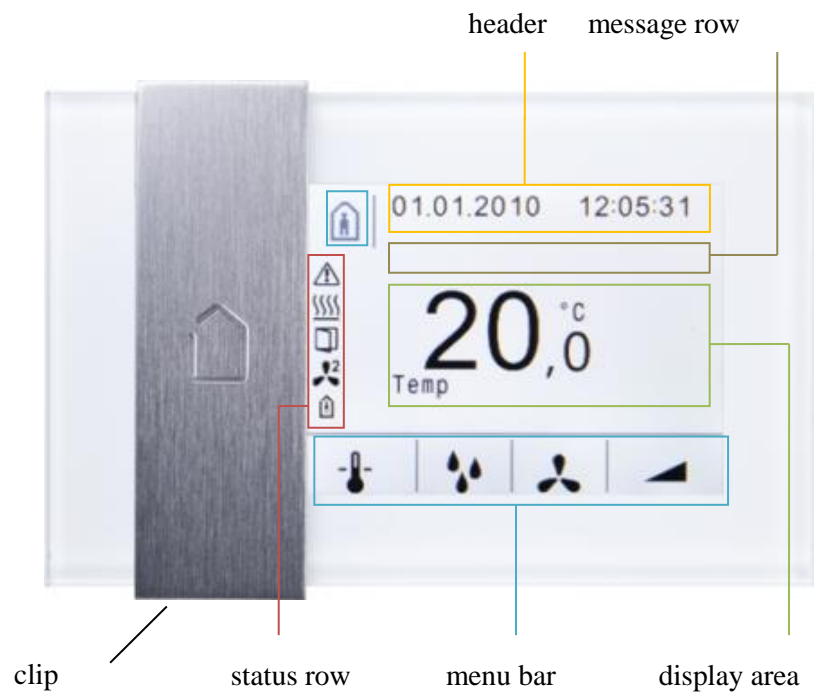 header message row
01.01.2010 12:05:31
20,0 °C
2
Temp
clip status row menu bar display area